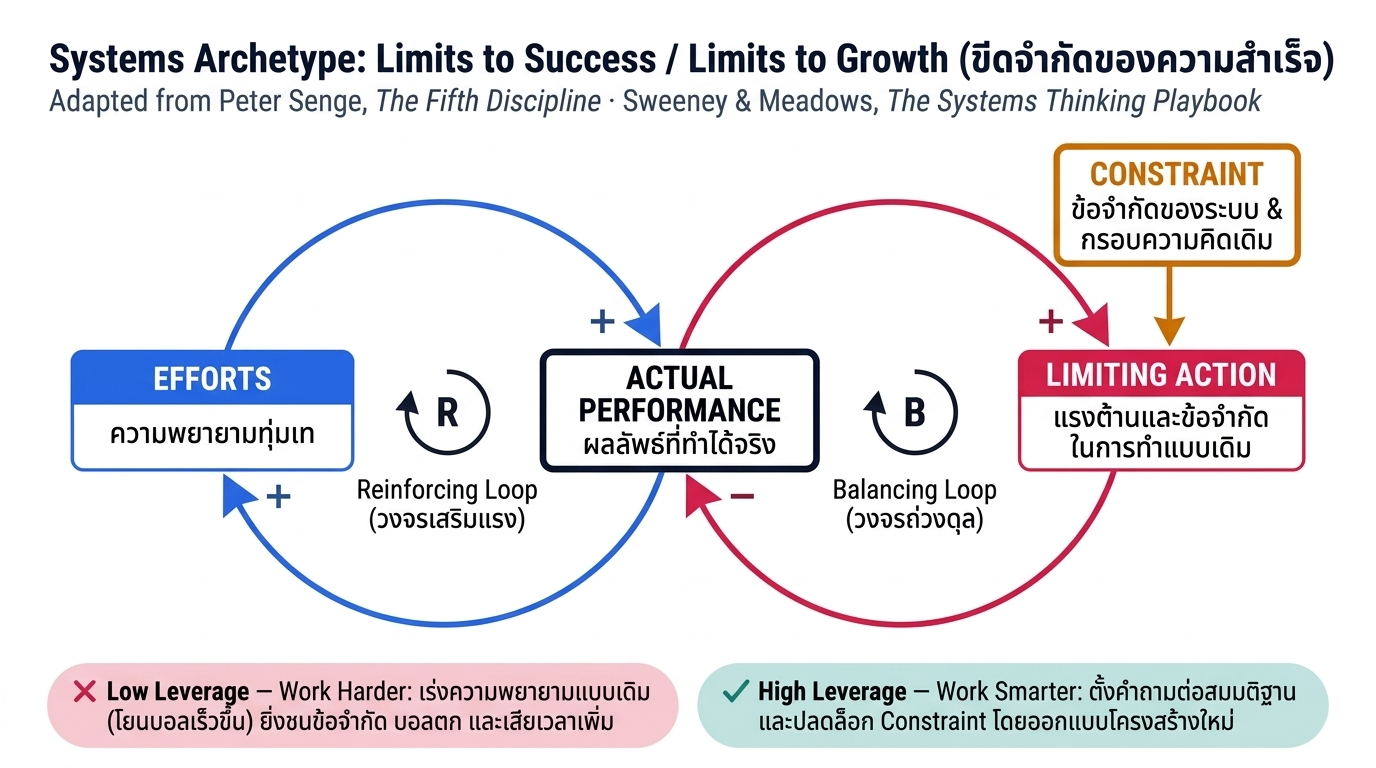 Systems Archetype: Limits to Success / Limits to Growth (ขีดจำกัดของความสำเร็จ)
Adapted from Peter Senge, The Fifth Discipline · Sweeney & Meadows, The Systems Thinking Playbook
CONSTRAINT
ข้อจำกัดของระบบ &
กรอบความคิดเดิม
+
+
EFFORTS
ความพยายามทุ่มเท
R
ACTUAL
PERFORMANCE
ผลลัพธ์ที่ทำได้จริง
B
LIMITING ACTION
แรงต้านและข้อจำกัด
ในการทำแบบเดิม
+
Reinforcing Loop
(วงจรเสริมแรง)
−
Balancing Loop
(วงจรถ่วงดุล)
Low Leverage — Work Harder: เร่งความพยายามแบบเดิม
(โยนบอลเร็วขึ้น) ยิ่งชนข้อจำกัด บอลตก และเสียเวลาเพิ่ม
High Leverage — Work Smarter: ตั้งคำถามต่อสมมติฐาน
และปลดล็อก Constraint โดยออกแบบโครงสร้างใหม่